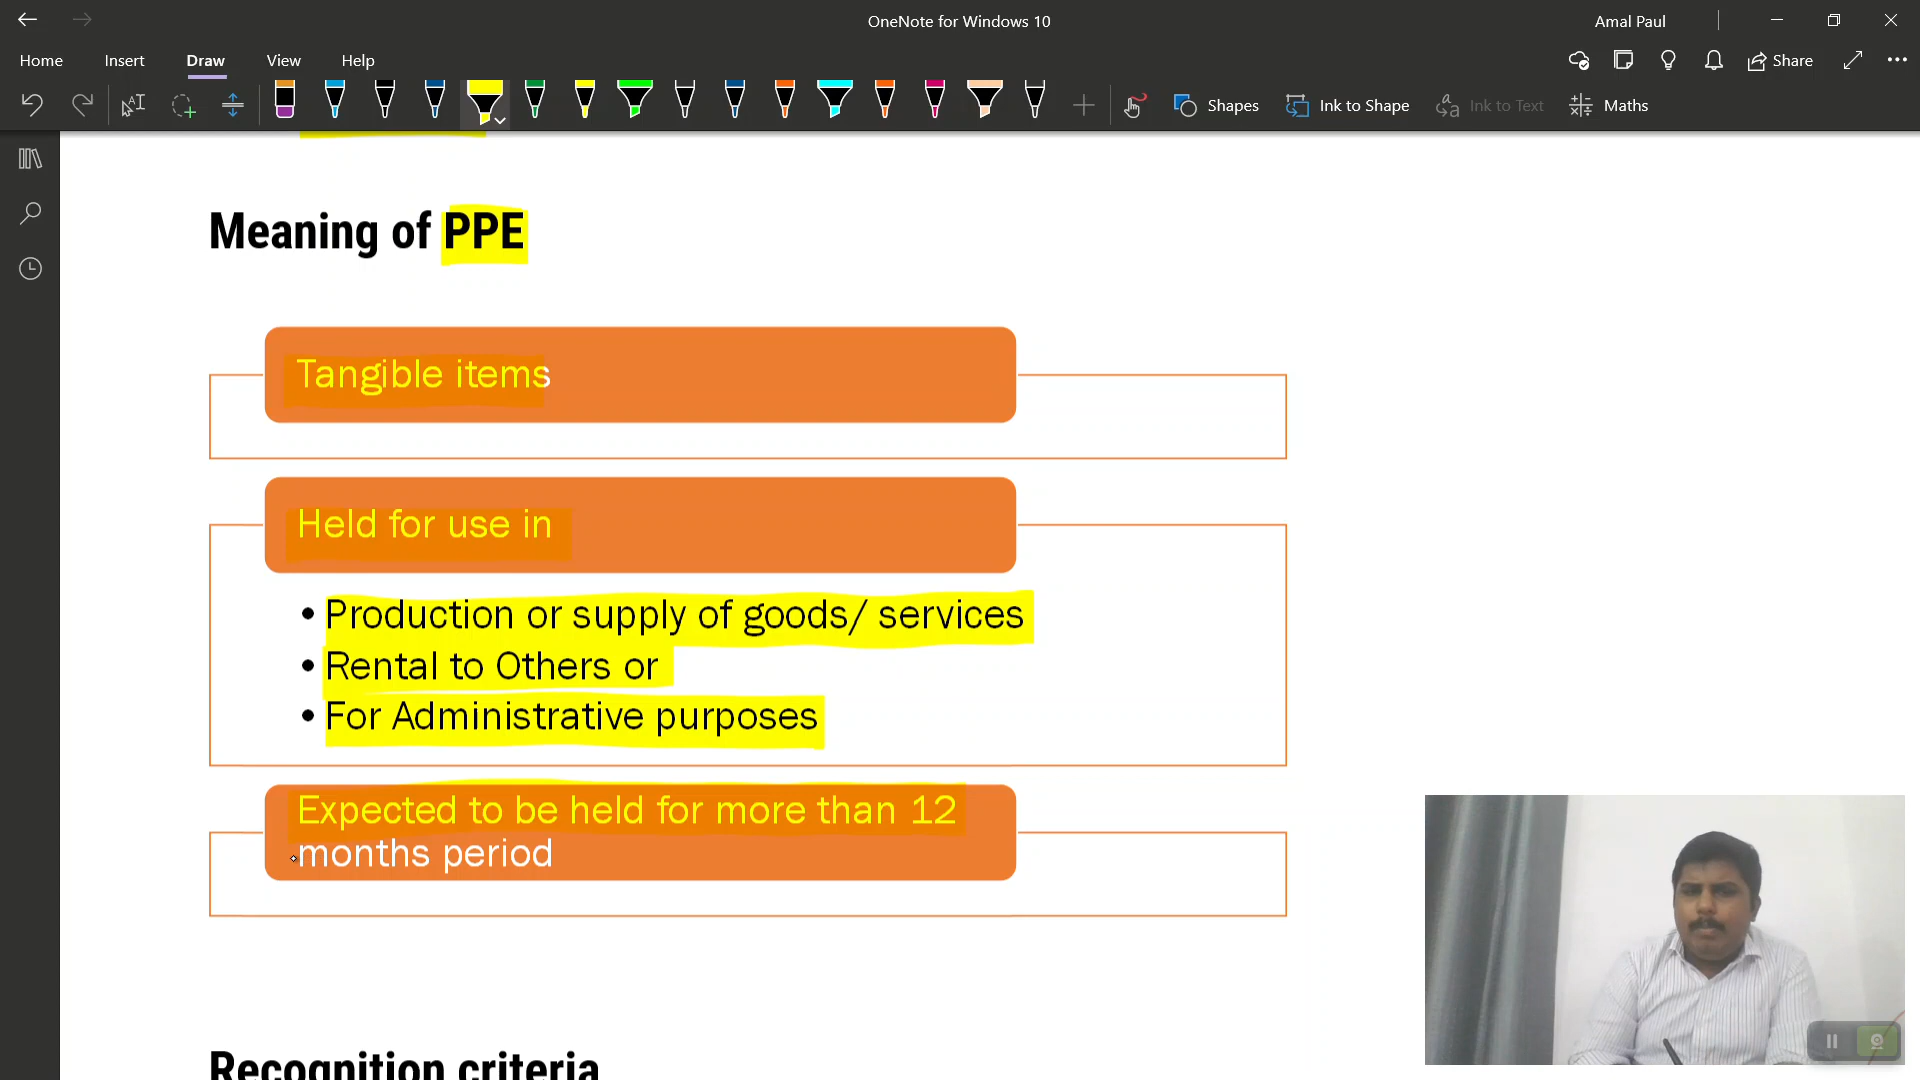 OneNote for Windows 10
Amal Paul
Home Insert Draw View Help
Share
Shapes Ink to Shape Ink to Text Maths
Meaning of PPE
Tangible items
Held for use in
• Production or supply of goods/ services
• Rental to Others or
• For Administrative purposes
Expected to be held for more than 12
months period
Recognition criteria